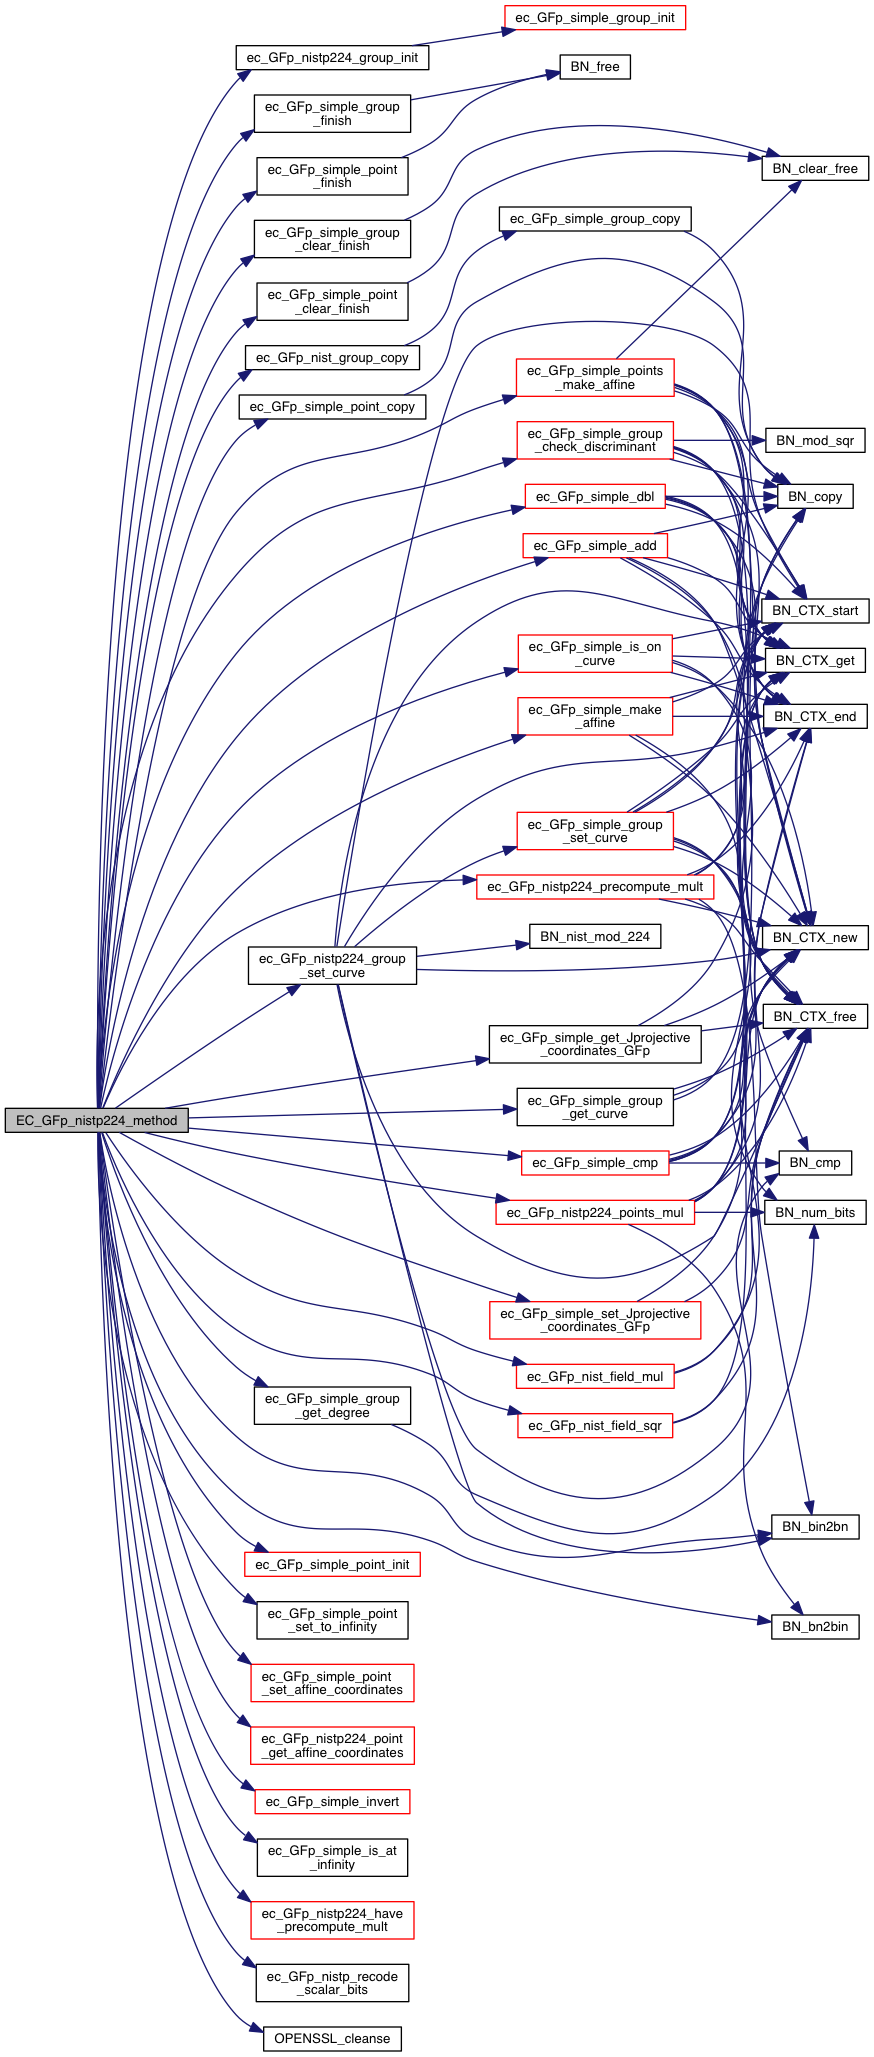 ec_GFp_simple_group_init
ec_GFp_nistp224_group_init
BN_free
ec_GFp_simple_group
_finish
ec_GFp_simple_point
_finish
BN_clear_free
ec_GFp_simple_group_copy
ec_GFp_simple_group
_clear_finish
ec_GFp_simple_point
_clear_finish
ec_GFp_nist_group_copy
ec_GFp_simple_points
_make_affine
ec_GFp_simple_point_copy
ec_GFp_simple_group
_check_discriminant
BN_mod_sqr
ec_GFp_simple_dbl
BN_copy
ec_GFp_simple_add
BN_CTX_start
ec_GFp_simple_is_on
_curve
BN_CTX_get
ec_GFp_simple_make
_affine
BN_CTX_end
ec_GFp_simple_group
_set_curve
ec_GFp_nistp224_precompute_mult
BN_nist_mod_224
BN_CTX_new
ec_GFp_nistp224_group
_set_curve
BN_CTX_free
ec_GFp_simple_get_Jprojective
_coordinates_GFp
ec_GFp_simple_group
_get_curve
EC_GFp_nistp224_method
ec_GFp_simple_cmp
BN_cmp
ec_GFp_nistp224_points_mul
BN_num_bits
ec_GFp_simple_set_Jprojective
_coordinates_GFp
ec_GFp_nist_field_mul
ec_GFp_simple_group
_get_degree
ec_GFp_nist_field_sqr
BN_bin2bn
ec_GFp_simple_point_init
ec_GFp_simple_point
_set_to_infinity
BN_bn2bin
ec_GFp_simple_point
_set_affine_coordinates
ec_GFp_nistp224_point
_get_affine_coordinates
ec_GFp_simple_invert
ec_GFp_simple_is_at
_infinity
ec_GFp_nistp224_have
_precompute_mult
ec_GFp_nistp_recode
_scalar_bits
OPENSSL_cleanse